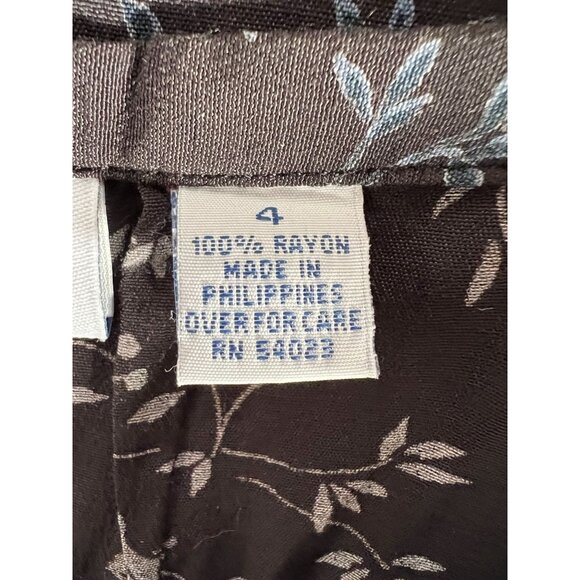 4
100% RAYON
MADE IN
PHILIPPINES
OVER FOR CARE
RN 54023